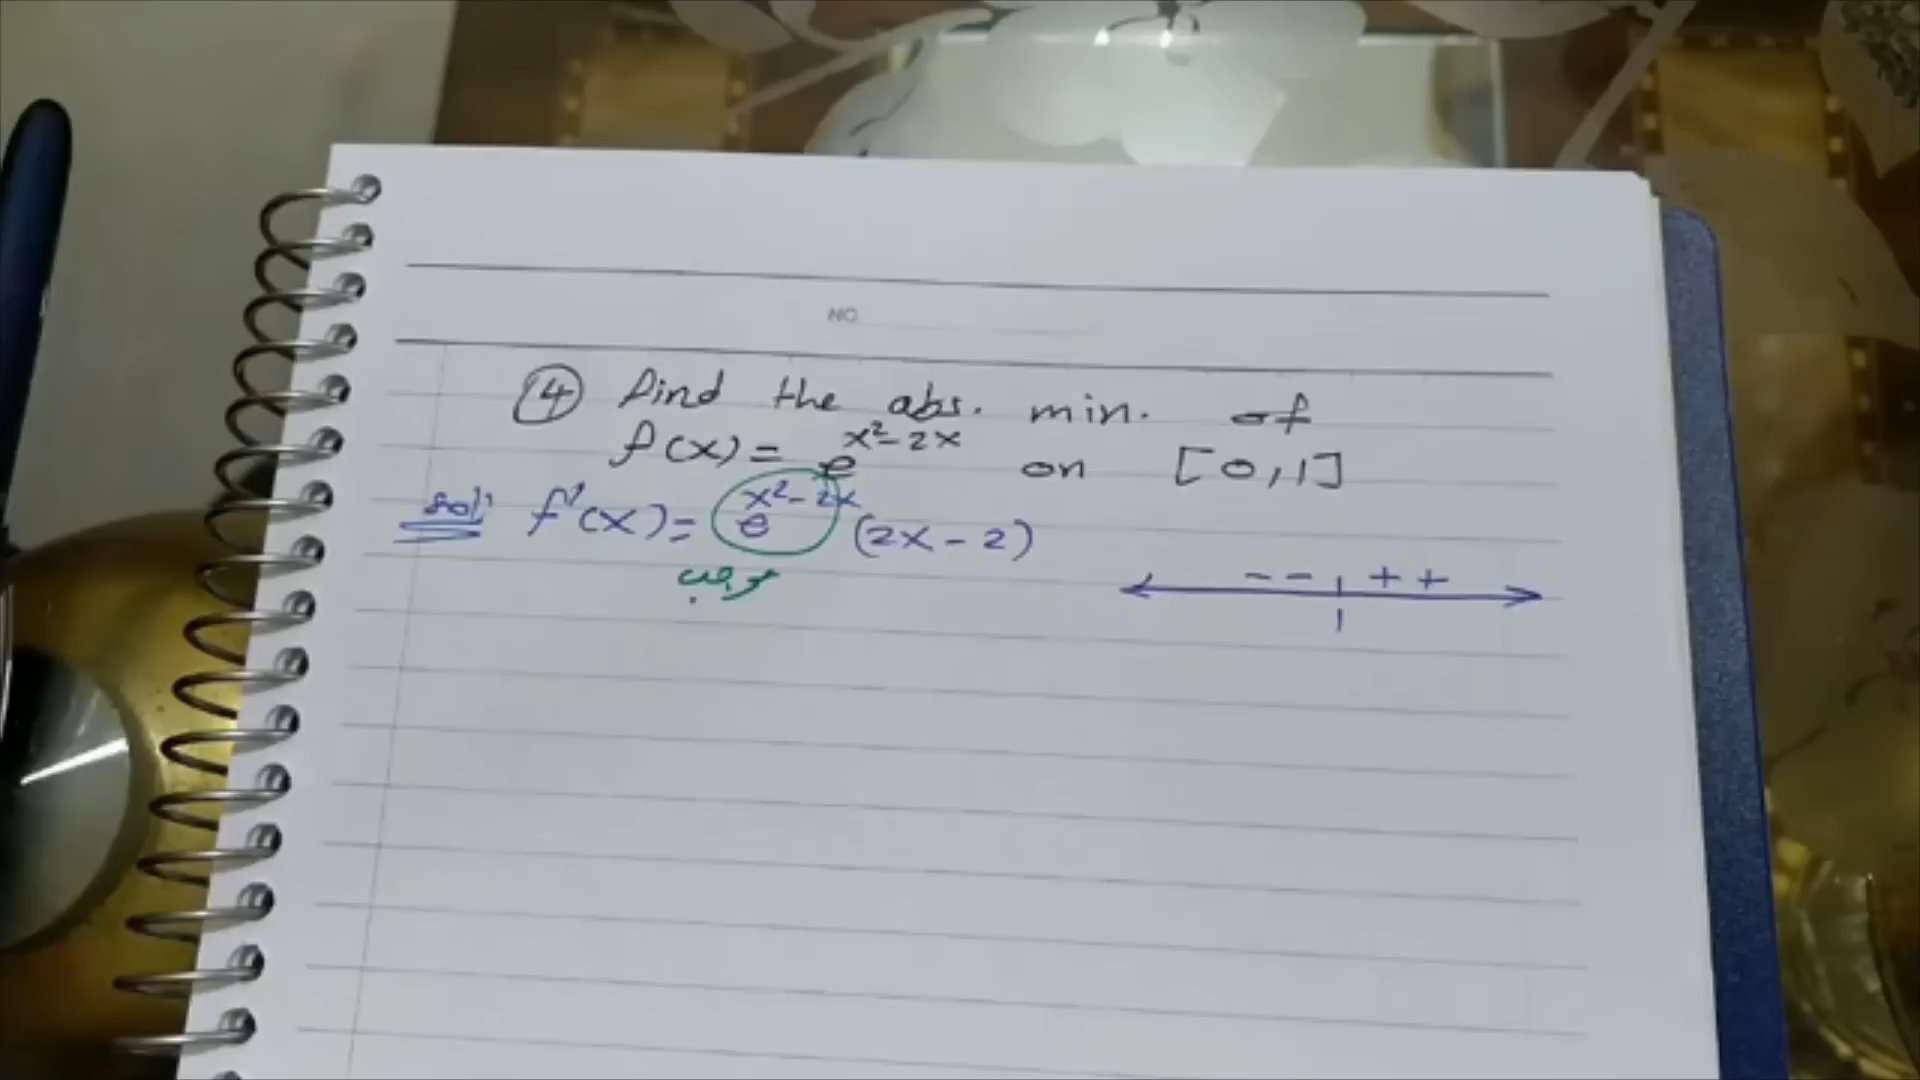 NO
④ find the abs. min. of
f(x) = e^{x²-2x} on [0,1]
sol: f'(x) = e^{x²-2x} (2x-2)
موجب
-- | ++
1